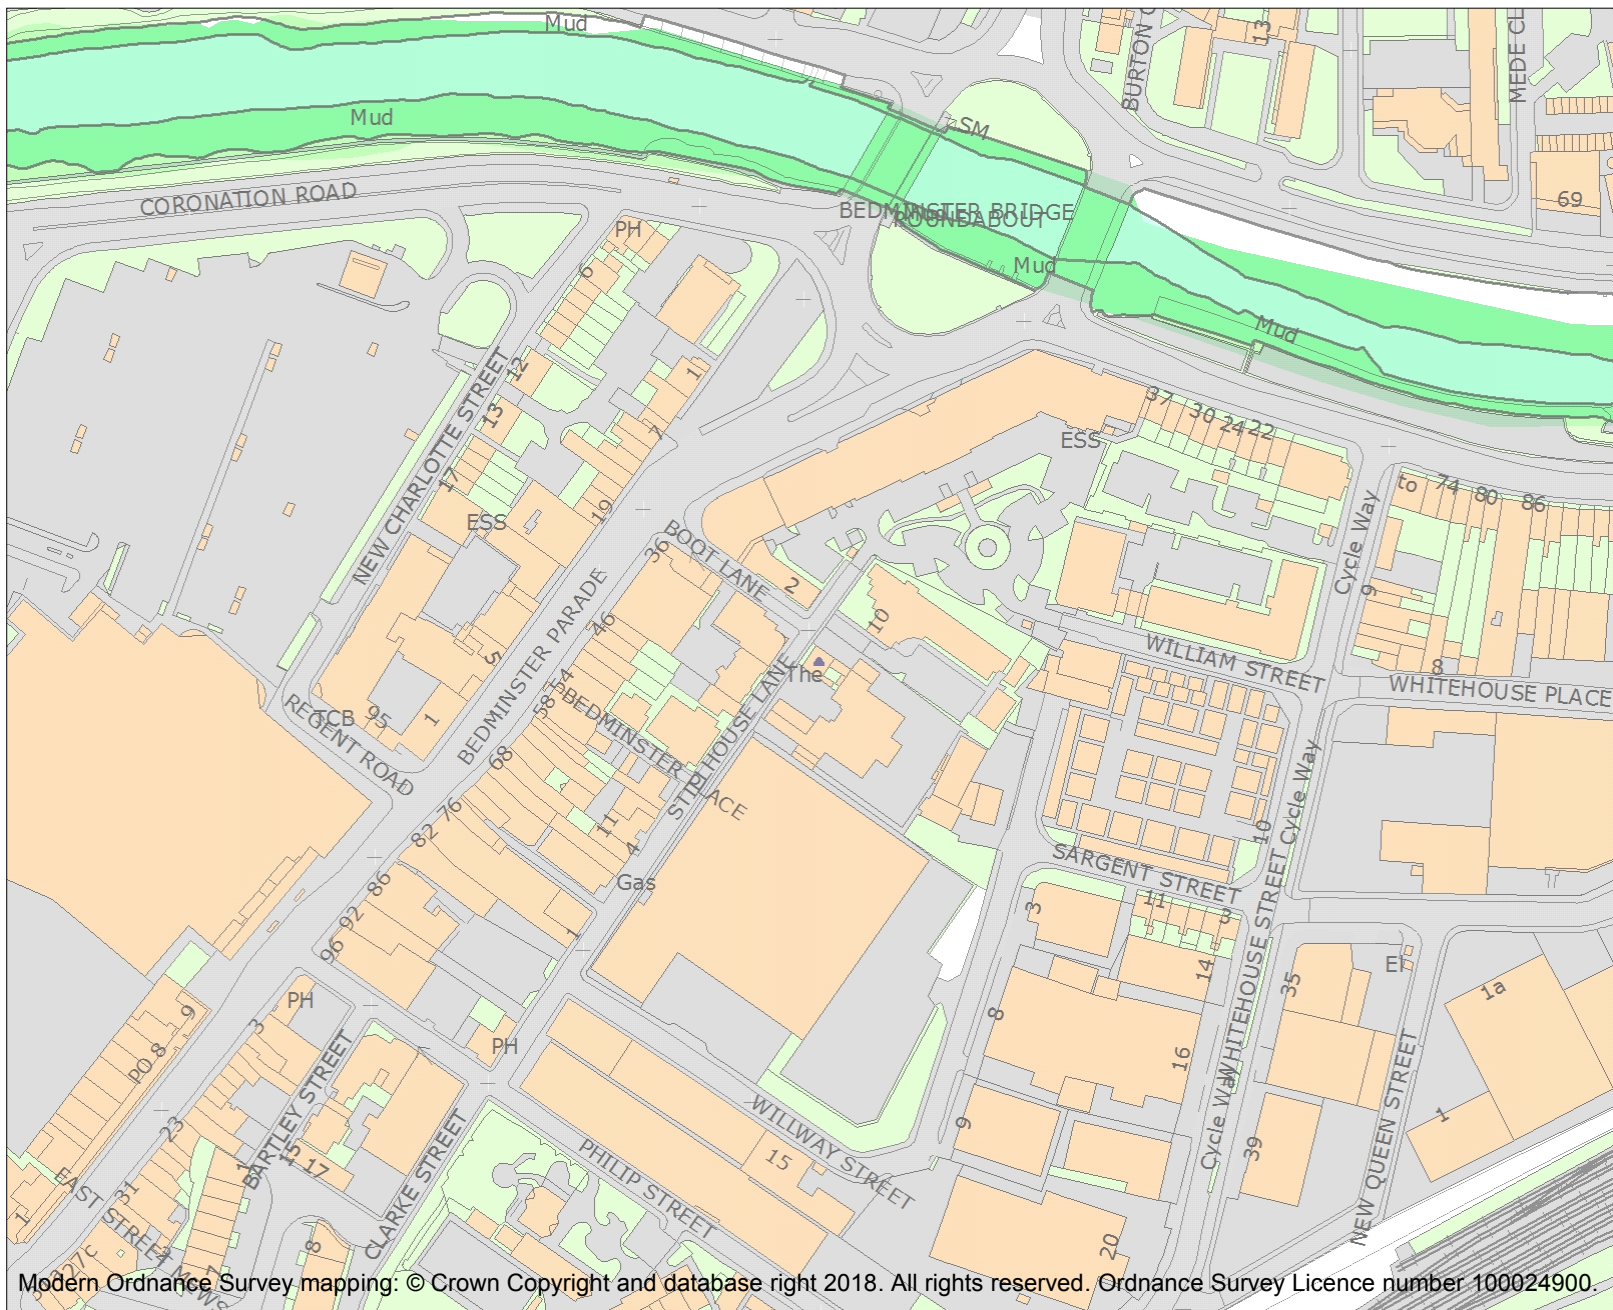 Mud
BURTON C
13
MEDE CL
Mud
SM
CORONATION ROAD
BEDMINSTER BRIDGE
ROUNDABOUT
69
PH
6
Mud
Mud
NEW CHARLOTTE STREET
12
1
13
7
37
30
24
22
ESS
17
19
ESS
to
74
80
86
Cycle Way
BOOT LANE
36
2
9
10
46
BEDMINSTER PARADE
5
WILLIAM STREET
8
WHITEHOUSE PLACE
The
54
58
BEDMINSTER PLACE
STILLHOUSE LANE
TCB
95
1
REGENT ROAD
68
76
82
11
4
10
Cycle Way
Gas
SARGENT STREET
86
92
96
1
3
11
3
14
WHITEHOUSE STREET
35
El
1a
PH
9
3
PO
8
8
PH
16
BARTLEY STREET
23
15
17
1
CLARKE STREET
9
WILLWAY STREET
15
PHILIP STREET
Cycle Way
39
NEW QUEEN STREET
1
EAST STREET MEWS
31
1
27c
2
7
8
20
Modern Ordnance Survey mapping: © Crown Copyright and database right 2018. All rights reserved. Ordnance Survey Licence number 100024900.